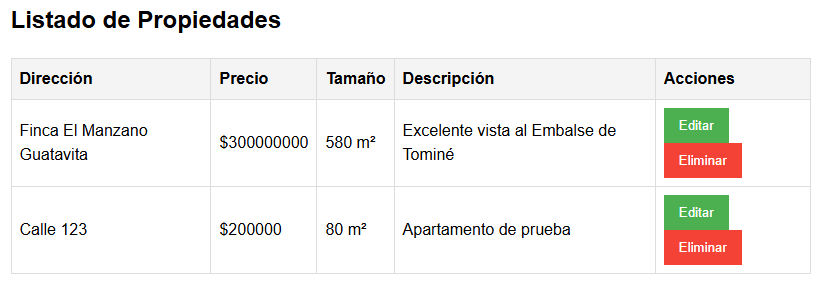 Listado de Propiedades
Dirección Precio Tamaño Descripción Acciones
Finca El Manzano
Guatavita
$300000000
580 m²
Excelente vista al Embalse de
Tominé
Editar
Eliminar
Calle 123
$200000
80 m²
Apartamento de prueba
Editar
Eliminar